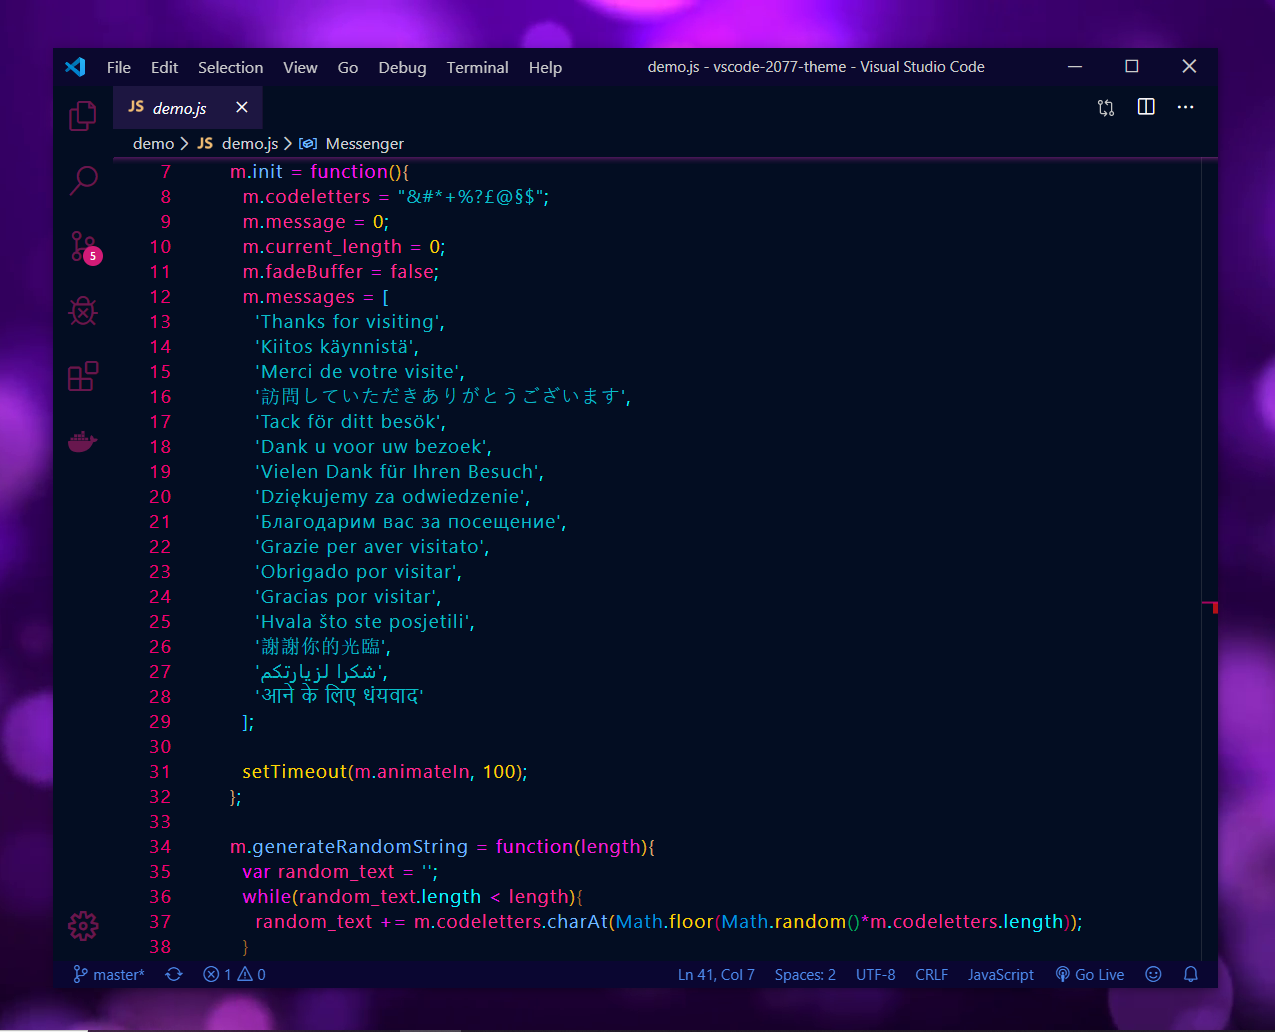 File Edit Selection View Go Debug Terminal Help demo.js - vscode-2077-theme - Visual Studio Code
JS demo.js
demo > JS demo.js > Messenger
7 m.init = function(){
8 m.codeletters = "&#*+%?£@§$";
9 m.message = 0;
10 m.current_length = 0;
11 m.fadeBuffer = false;
12 m.messages = [
13 'Thanks for visiting',
14 'Kiitos käynnistä',
15 'Merci de votre visite',
16 '訪問していただきありがとうございます',
17 'Tack för ditt besök',
18 'Dank u voor uw bezoek',
19 'Vielen Dank für Ihren Besuch',
20 'Dziękujemy za odwiedzenie',
21 'Благодарим вас за посещение',
22 'Grazie per aver visitato',
23 'Obrigado por visitar',
24 'Gracias por visitar',
25 'Hvala što ste posjetili',
26 '謝謝你的光臨',
27 'شكرا لزيارتكم',
28 'आने के लिए धंयवाद'
29 ];
30
31 setTimeout(m.animateIn, 100);
32 };
33
34 m.generateRandomString = function(length){
35 var random_text = '';
36 while(random_text.length < length){
37 random_text += m.codeletters.charAt(Math.floor(Math.random()*m.codeletters.length));
38 }
5
master* 1 0 Ln 41, Col 7 Spaces: 2 UTF-8 CRLF JavaScript Go Live